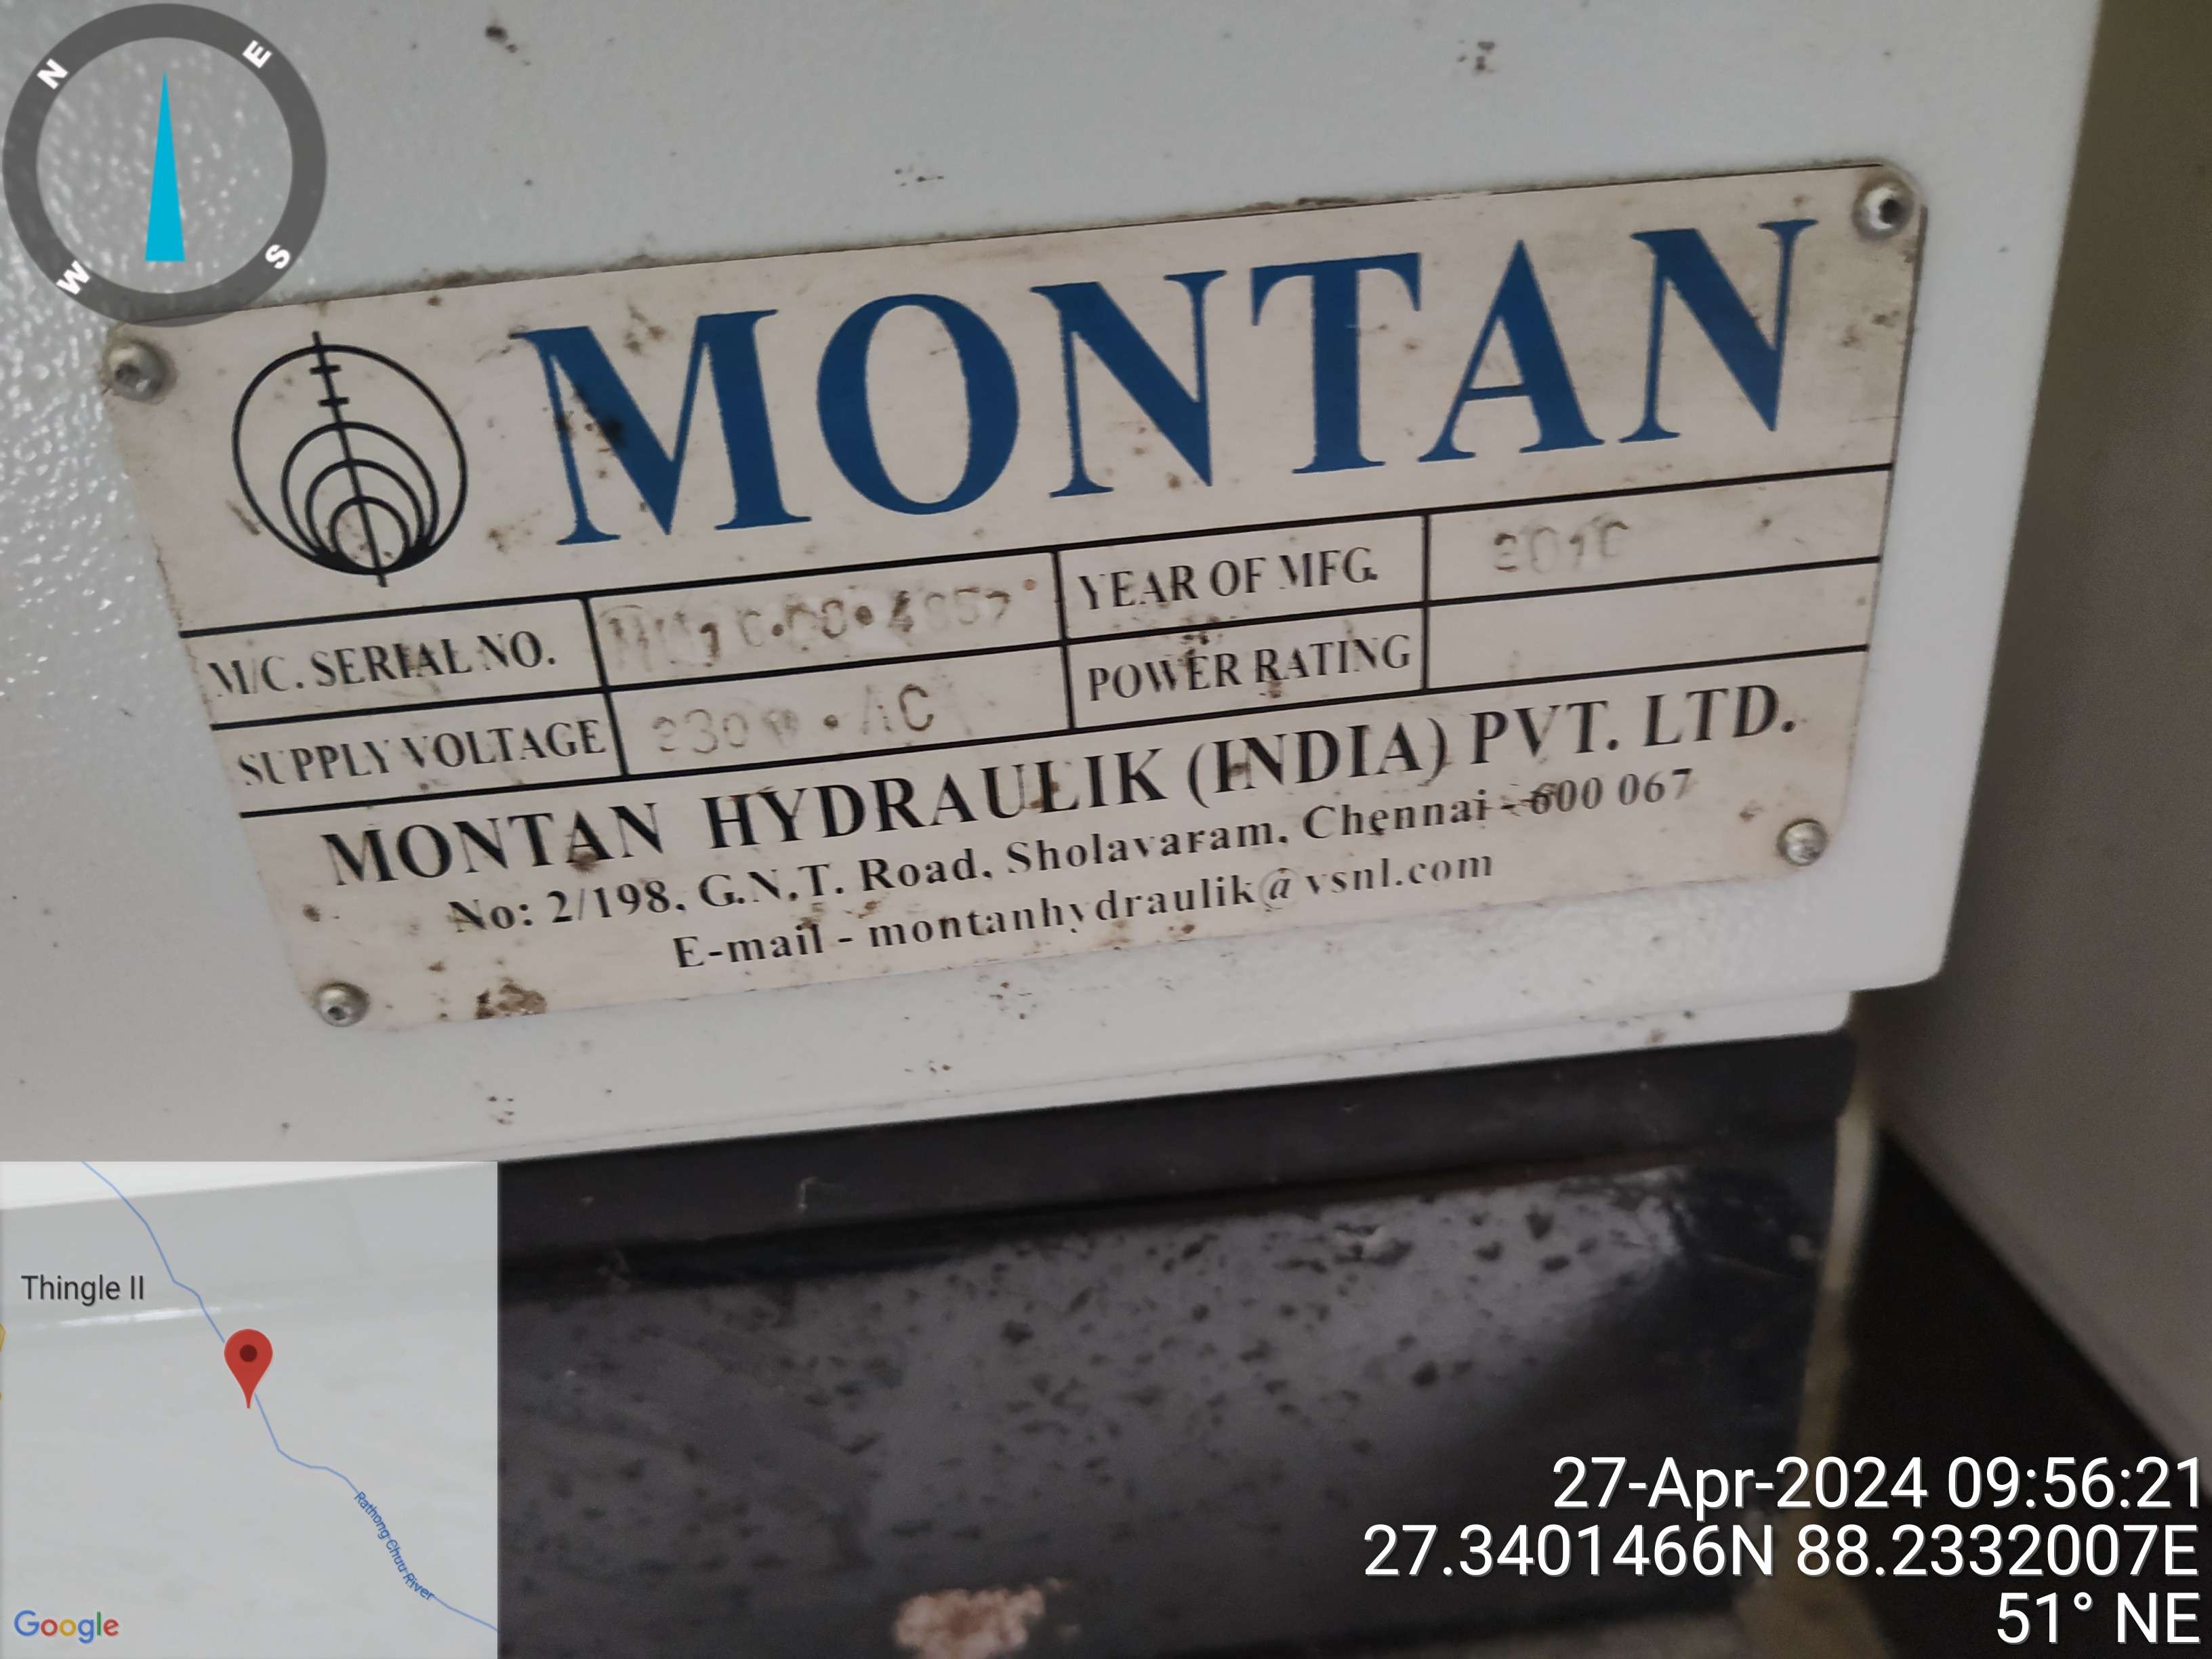 N
E
W
S
MONTAN
M/C. SERIAL NO.
YEAR OF MFG. 2010
SUPPLY VOLTAGE 230 V . AC
POWER RATING
MONTAN HYDRAULIK (INDIA) PVT. LTD.
No: 2/198, G.N.T. Road, Sholavaram, Chennai - 600 067
E-mail - montanhydraulik@vsnl.com
Thingle II
Rathong Chuu River
Google
27-Apr-2024 09:56:21
27.3401466N 88.2332007E
51° NE